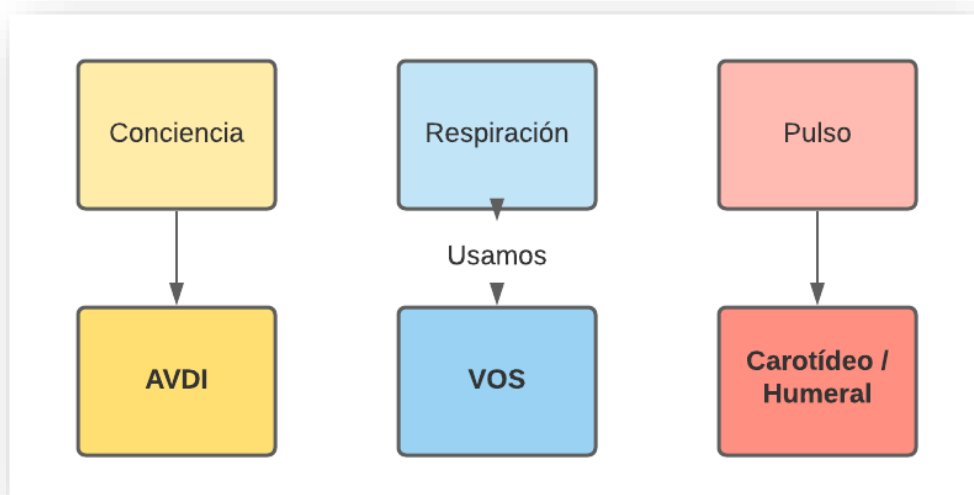 Conciencia
Respiración
Pulso
Usamos
AVDI
VOS
Carotídeo /
Humeral